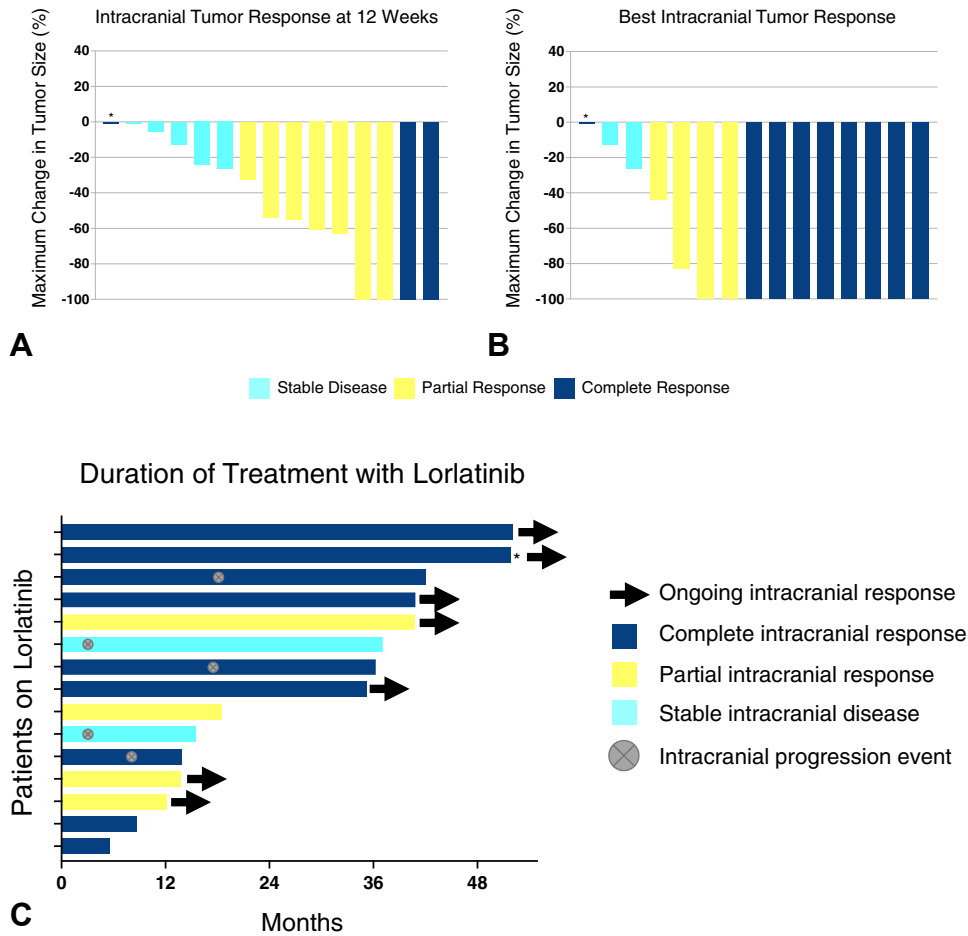 Intracranial Tumor Response at 12 Weeks
Maximum Change in Tumor Size (%)
40
20
0
-20
-40
-60
-80
-100
*
A
Best Intracranial Tumor Response
Maximum Change in Tumor Size (%)
40
20
0
-20
-40
-60
-80
-100
*
B
Stable Disease Partial Response Complete Response
Duration of Treatment with Lorlatinib
Patients on Lorlatinib
*
0 12 24 36 48
Months
C
Ongoing intracranial response
Complete intracranial response
Partial intracranial response
Stable intracranial disease
Intracranial progression event